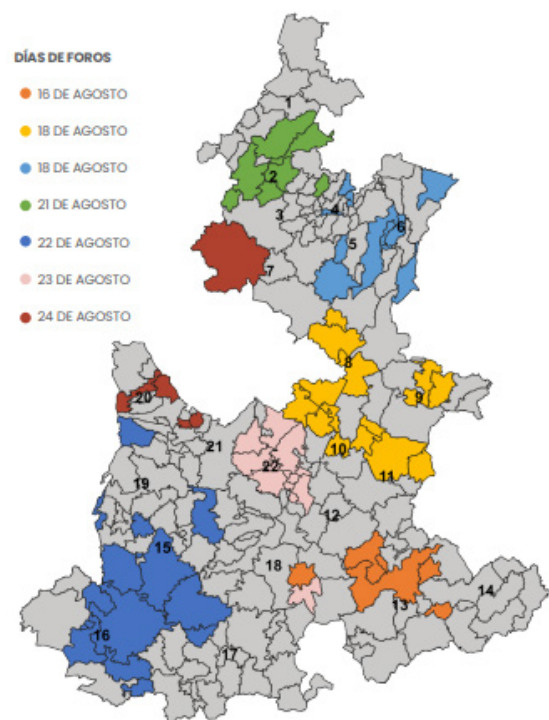 DÍAS DE FOROS
16 DE AGOSTO
18 DE AGOSTO
18 DE AGOSTO
21 DE AGOSTO
22 DE AGOSTO
23 DE AGOSTO
24 DE AGOSTO
1
2
3
4
5
6
7
8
9
10
11
12
13
14
15
16
17
18
19
20
21
22